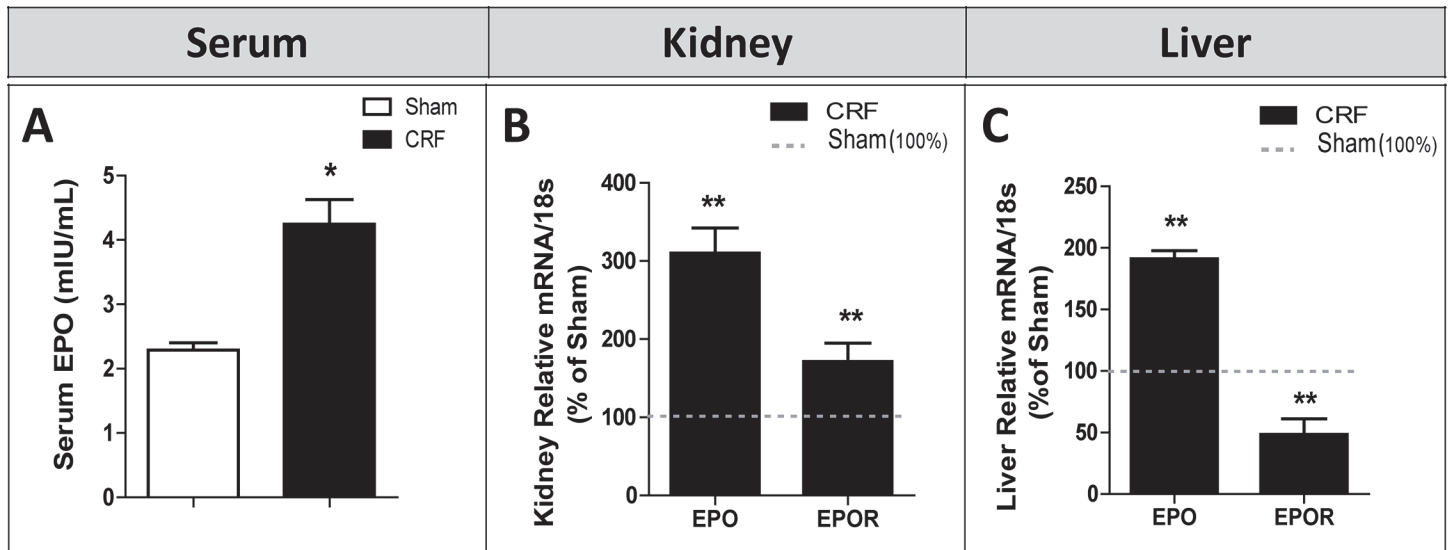 Serum
Kidney
Liver
A
Sham
CRF
Serum EPO (mIU/mL)
5
4
3
2
1
0
*
B
CRF
Sham(100%)
Kidney Relative mRNA/18s
(% of Sham)
400
300
200
100
0
**
**
EPO
EPOR
C
CRF
Sham(100%)
Liver Relative mRNA/18s
(%of Sham)
250
200
150
100
50
0
**
**
EPO
EPOR